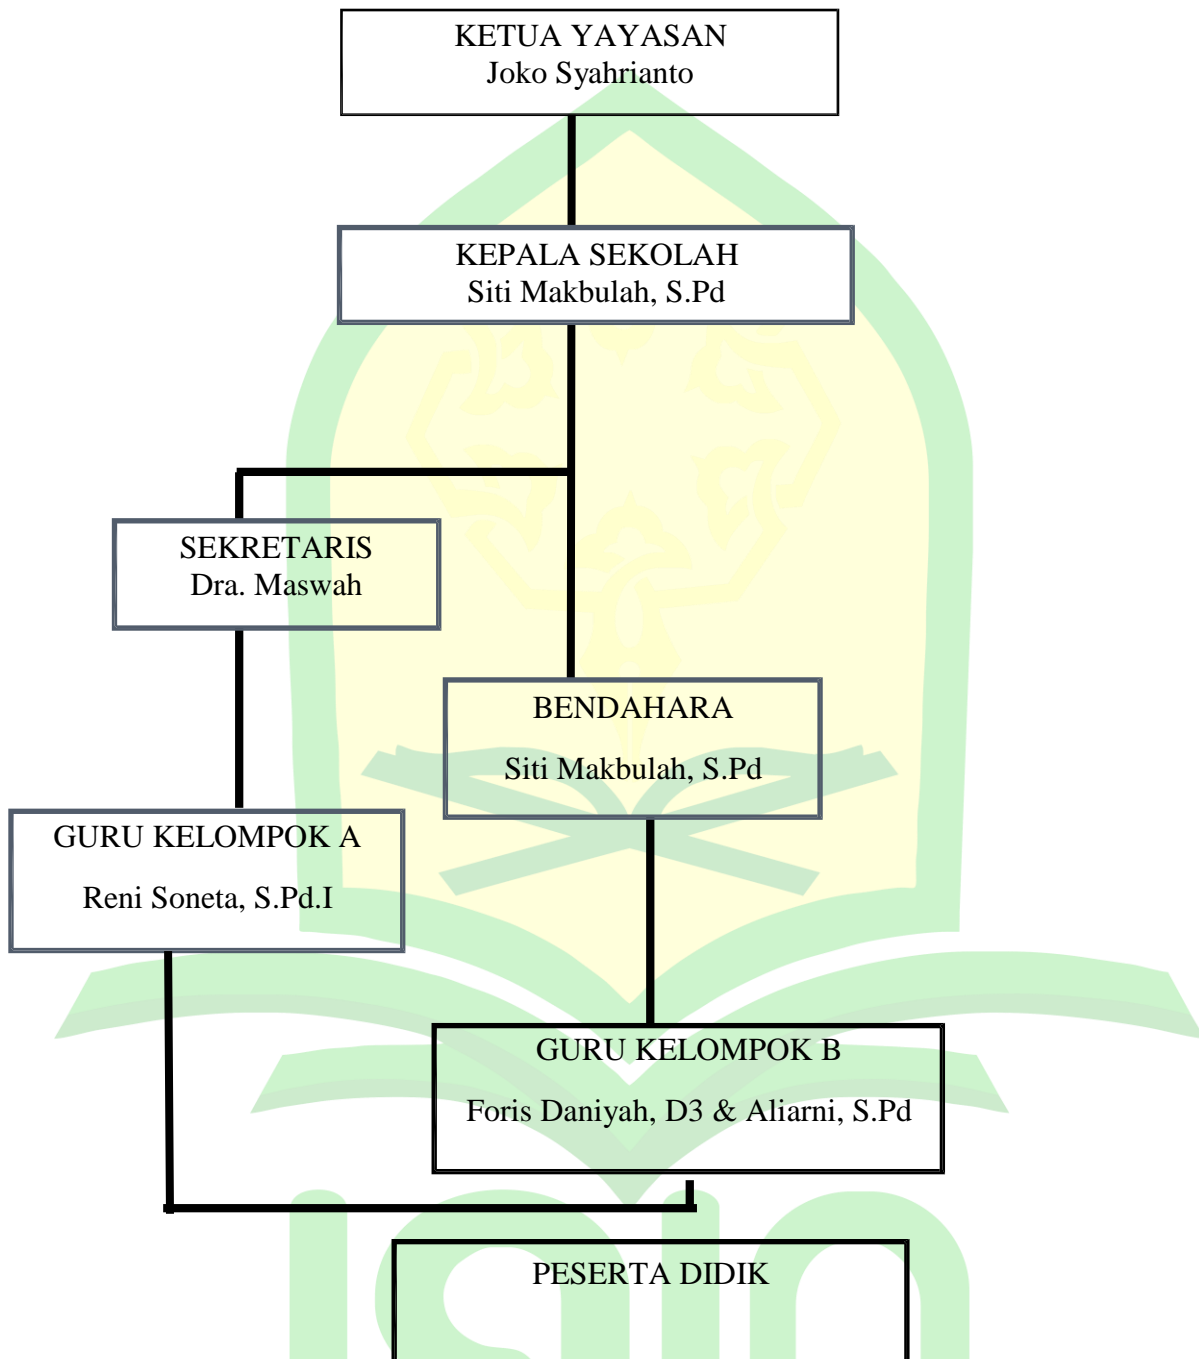 KETUA YAYASAN
Joko Syahrianto
KEPALA SEKOLAH
Siti Makbulah, S.Pd
SEKRETARIS
Dra. Maswah
BENDAHARA
Siti Makbulah, S.Pd
GURU KELOMPOK A
Reni Soneta, S.Pd.I
GURU KELOMPOK B
Foris Daniyah, D3 & Aliarni, S.Pd
PESERTA DIDIK